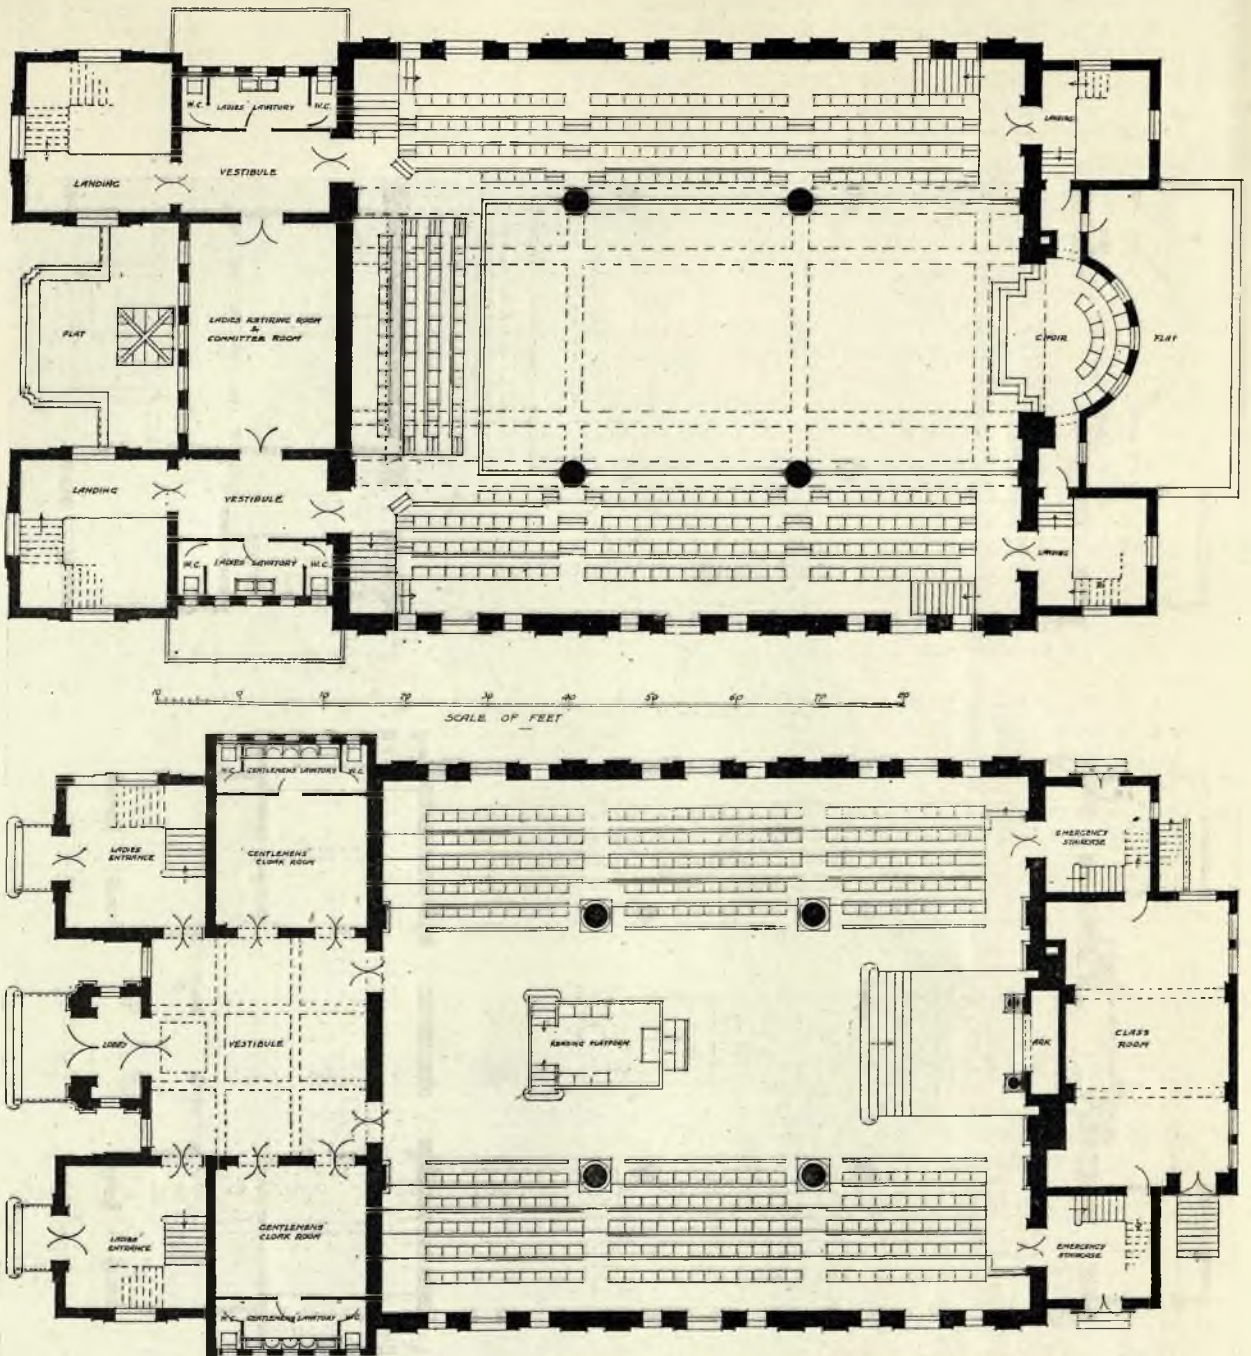 W.C.
LADIES' LAVATORY
W.C.
LANDING
VESTIBULE
LANDING
FLAT
LADIES RETIRING ROOM
&
COMMITTEE ROOM
CHOIR
FLAT
LANDING
VESTIBULE
W.C.
LADIES LAVATORY
W.C.
LANDING
10 0 10 20 30 40 50 60 70 80
SCALE OF FEET
W.C.
GENTLEMENS LAVATORY
W.C.
LADIES
ENTRANCE
GENTLEMENS'
CLOAK ROOM
EMERGENCY
STAIRCASE
LOBBY
VESTIBULE
READING PLATFORM
ARK
CLASS
ROOM
LADIES'
ENTRANCE
GENTLEMENS'
CLOAK ROOM
EMERGENCY
STAIRCASE
W.C.
GENTLEMENS' LAVATORY
W.C.